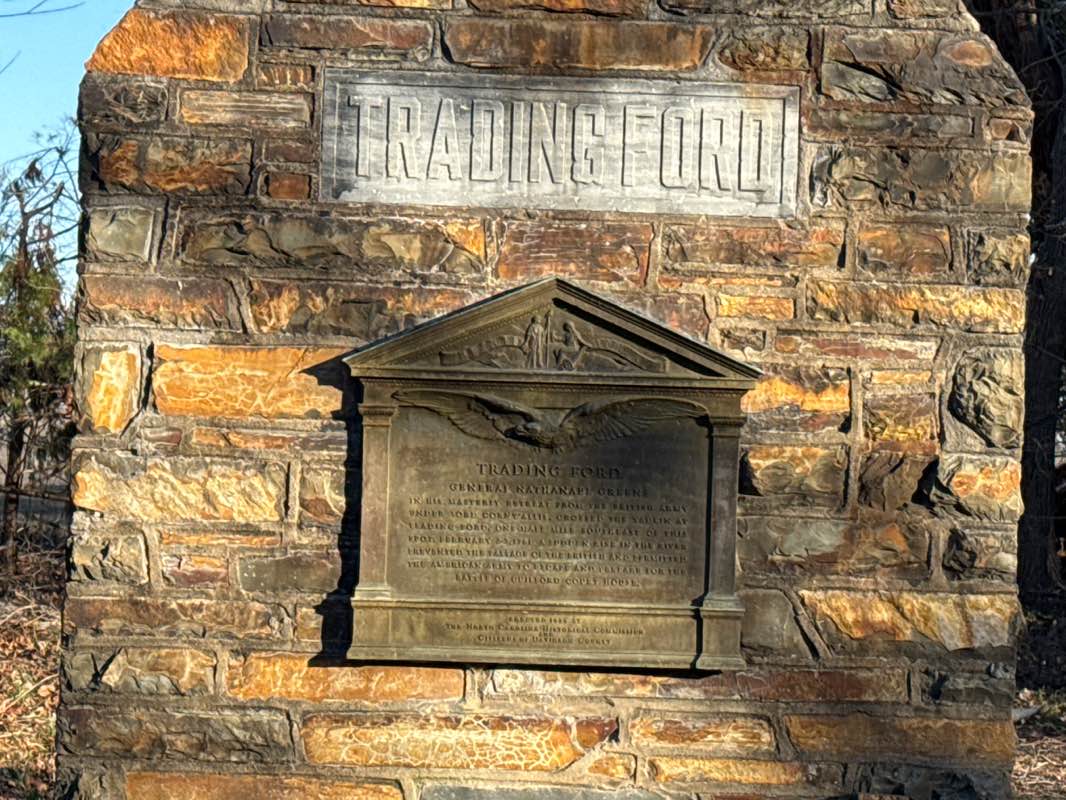 TRADING FORD
TRADING FORD
GENERAL NATHANAEL GREENE
IN HIS MASTERLY RETREAT FROM THE BRITISH ARMY
UNDER LORD CORNWALLIS, CROSSED THE YADKIN AT
TRADING FORD, ONE-HALF MILE SOUTHEAST OF THIS
SPOT, FEBRUARY 2-3, 1781. A SUDDEN RISE IN THE RIVER
PREVENTED THE PASSAGE OF THE BRITISH AND PERMITTED
THE AMERICAN ARMY TO ESCAPE AND PREPARE FOR THE
BATTLE OF GUILFORD COURT HOUSE.
ERECTED BY
THE NORTH CAROLINA HISTORICAL COMMISSION
AND
CITIZENS OF DAVIDSON COUNTY